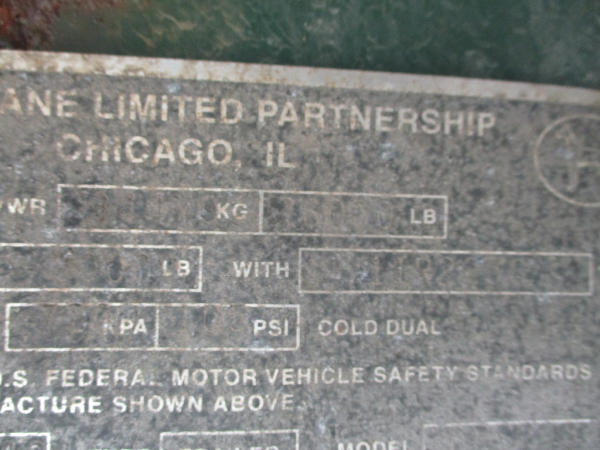 ANE LIMITED PARTNERSHIP
CHICAGO, IL
WR KG LB
LB WITH
KPA PSI COLD DUAL
U.S. FEDERAL MOTOR VEHICLE SAFETY STANDARDS
ACTURE SHOWN ABOVE.
TRAILER MODEL